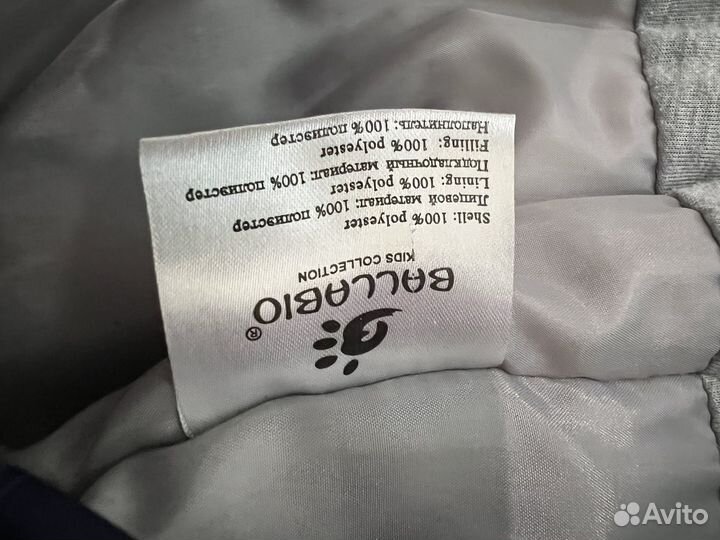 BALLABIO®
KIDS COLLECTION
Shell: 100% polyester
Лицевой материал: 100% полиэстер
Lining: 100% polyester
Подкладочный материал: 100% полиэстер
Filling: 100% polyester
Наполнитель: 100% полиэстер
Avito